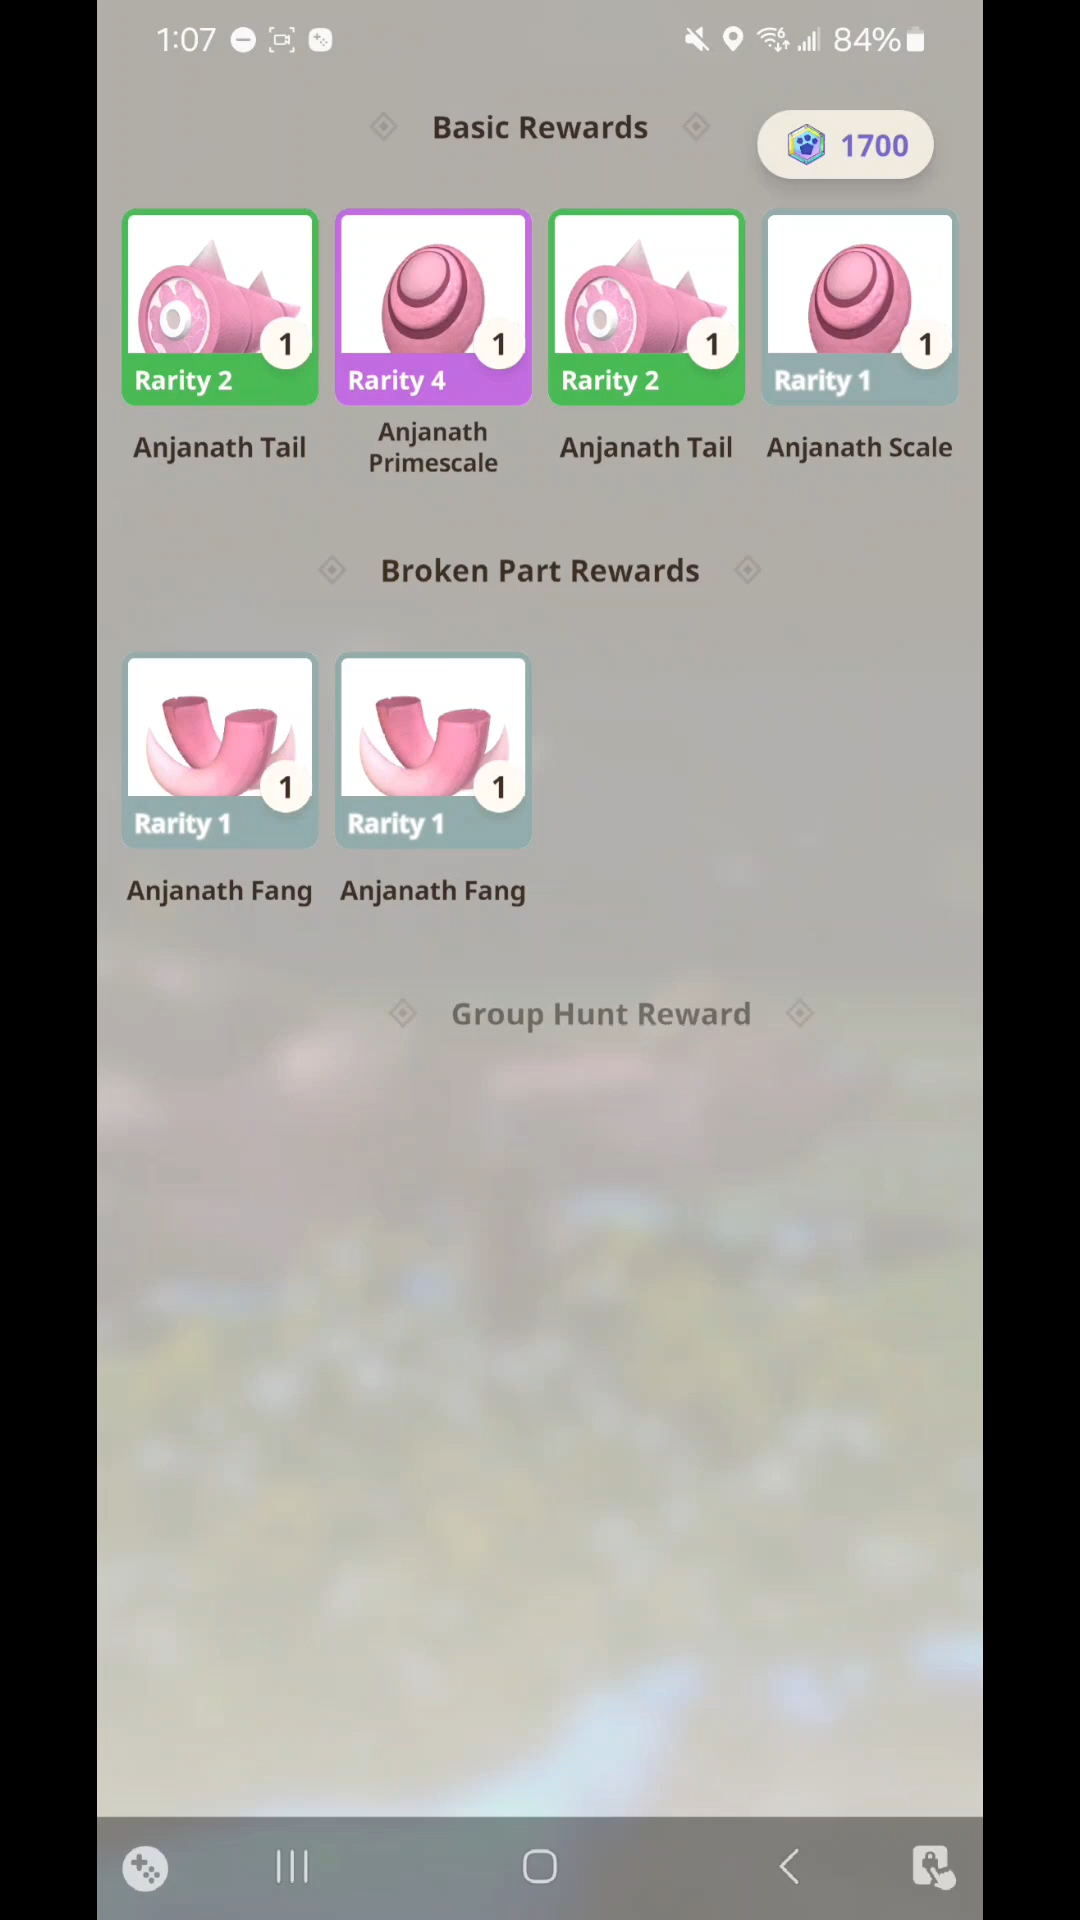 1:07
84%
Basic Rewards
1700
1
1
1
1
Rarity 2
Rarity 4
Rarity 2
Rarity 1
Anjanath Tail
Anjanath
Primescale
Anjanath Tail
Anjanath Scale
Broken Part Rewards
1
1
Rarity 1
Rarity 1
Anjanath Fang
Anjanath Fang
Group Hunt Reward